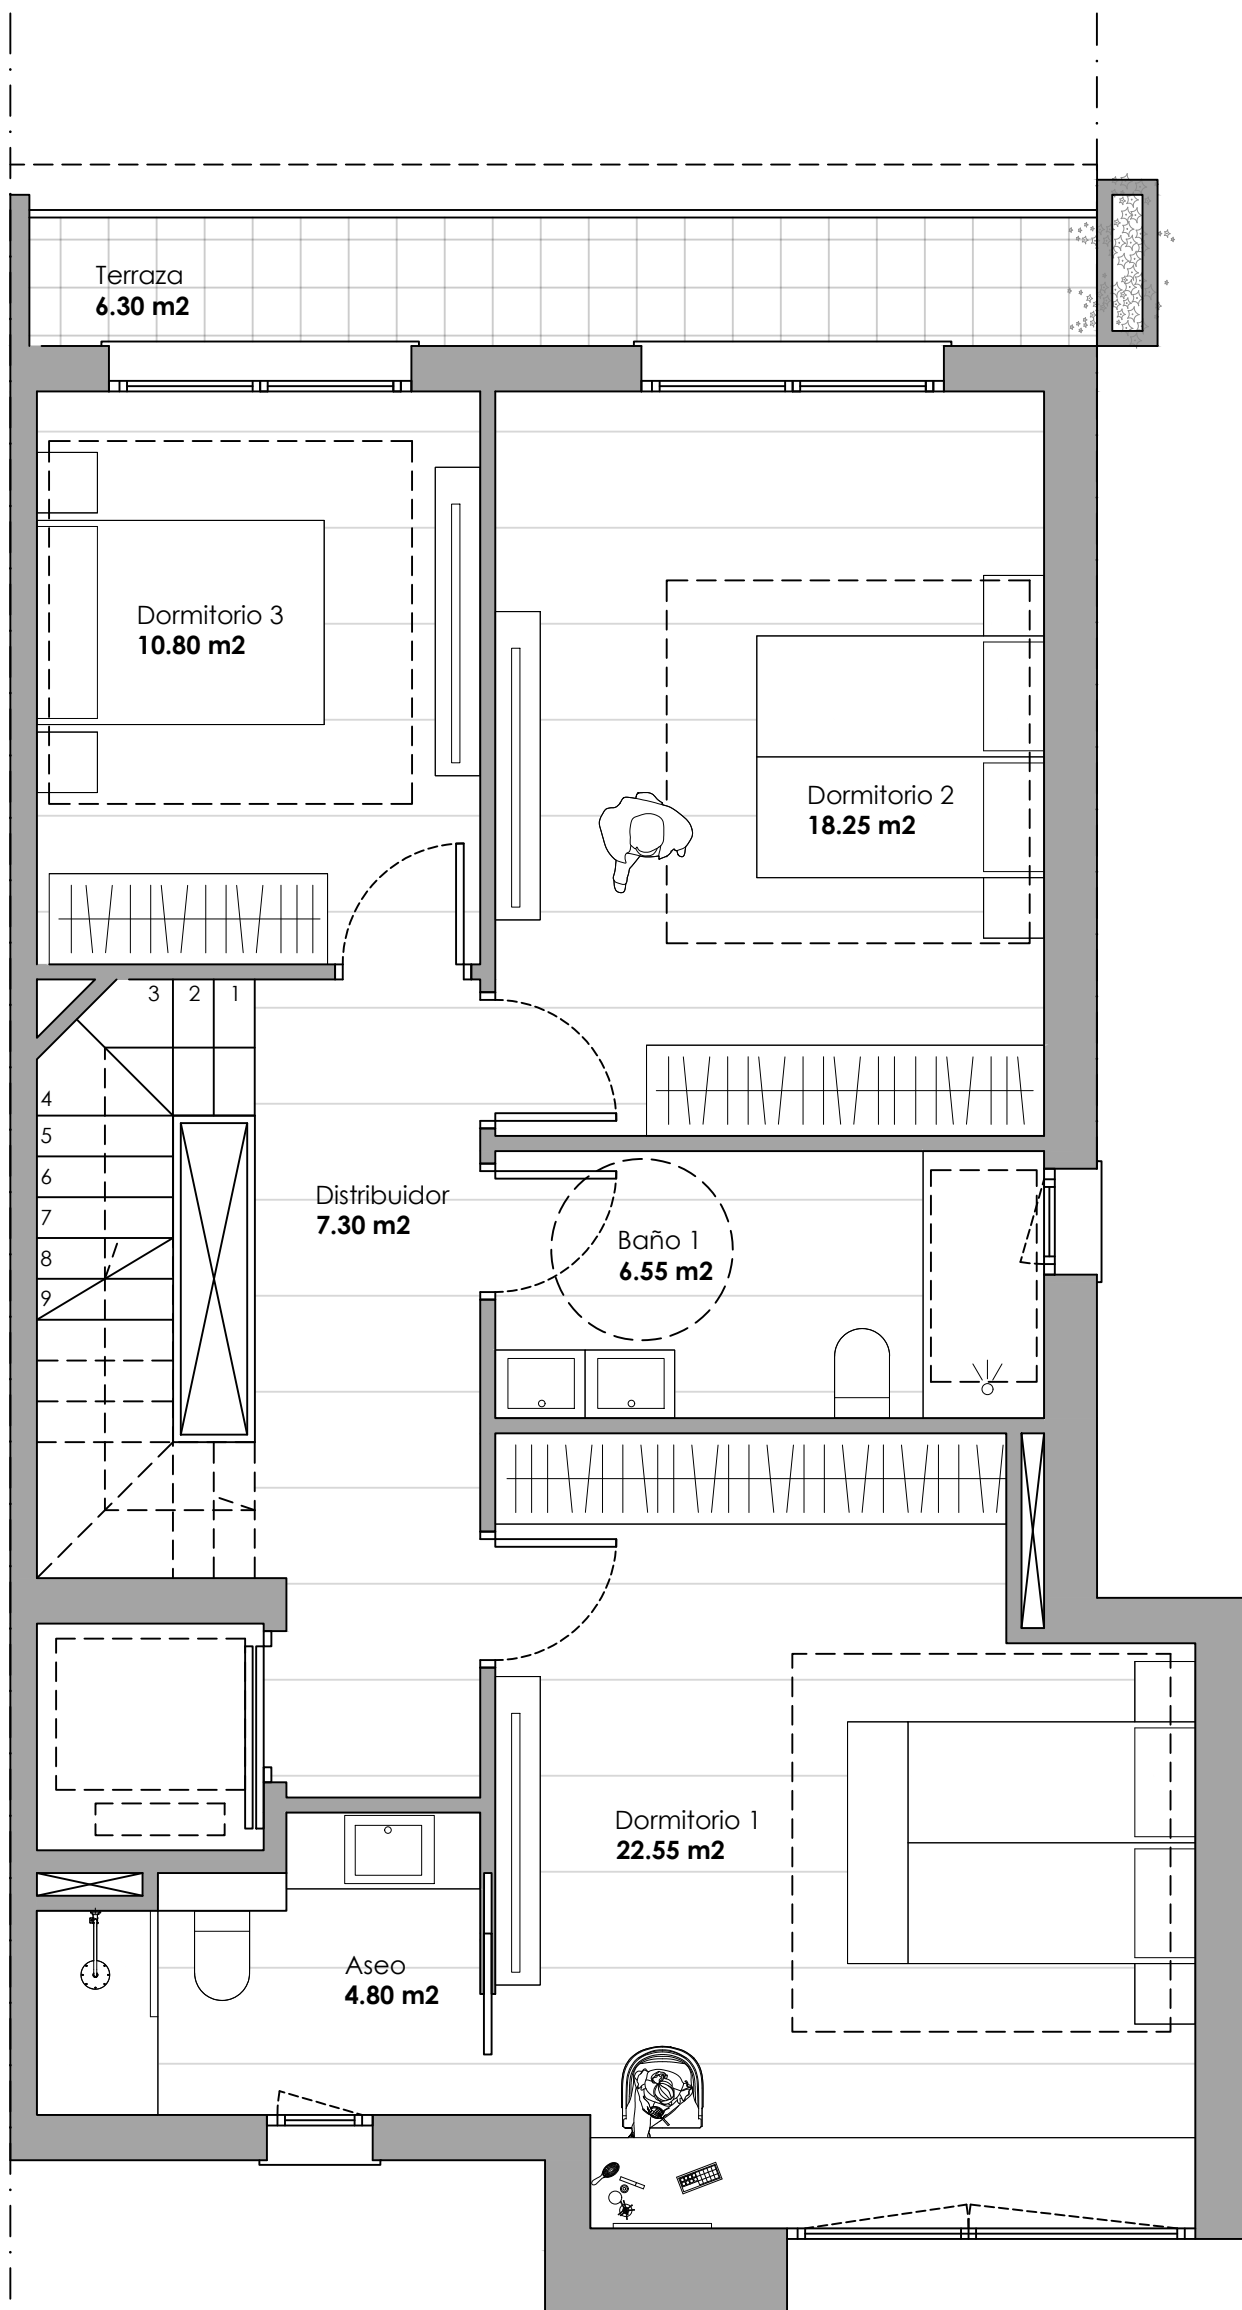 Terraza
6.30 m2
Dormitorio 3
10.80 m2
Dormitorio 2
18.25 m2
3 2 1
4
5
6
7
8
9
Distribuidor
7.30 m2
Baño 1
6.55 m2
Dormitorio 1
22.55 m2
Aseo
4.80 m2